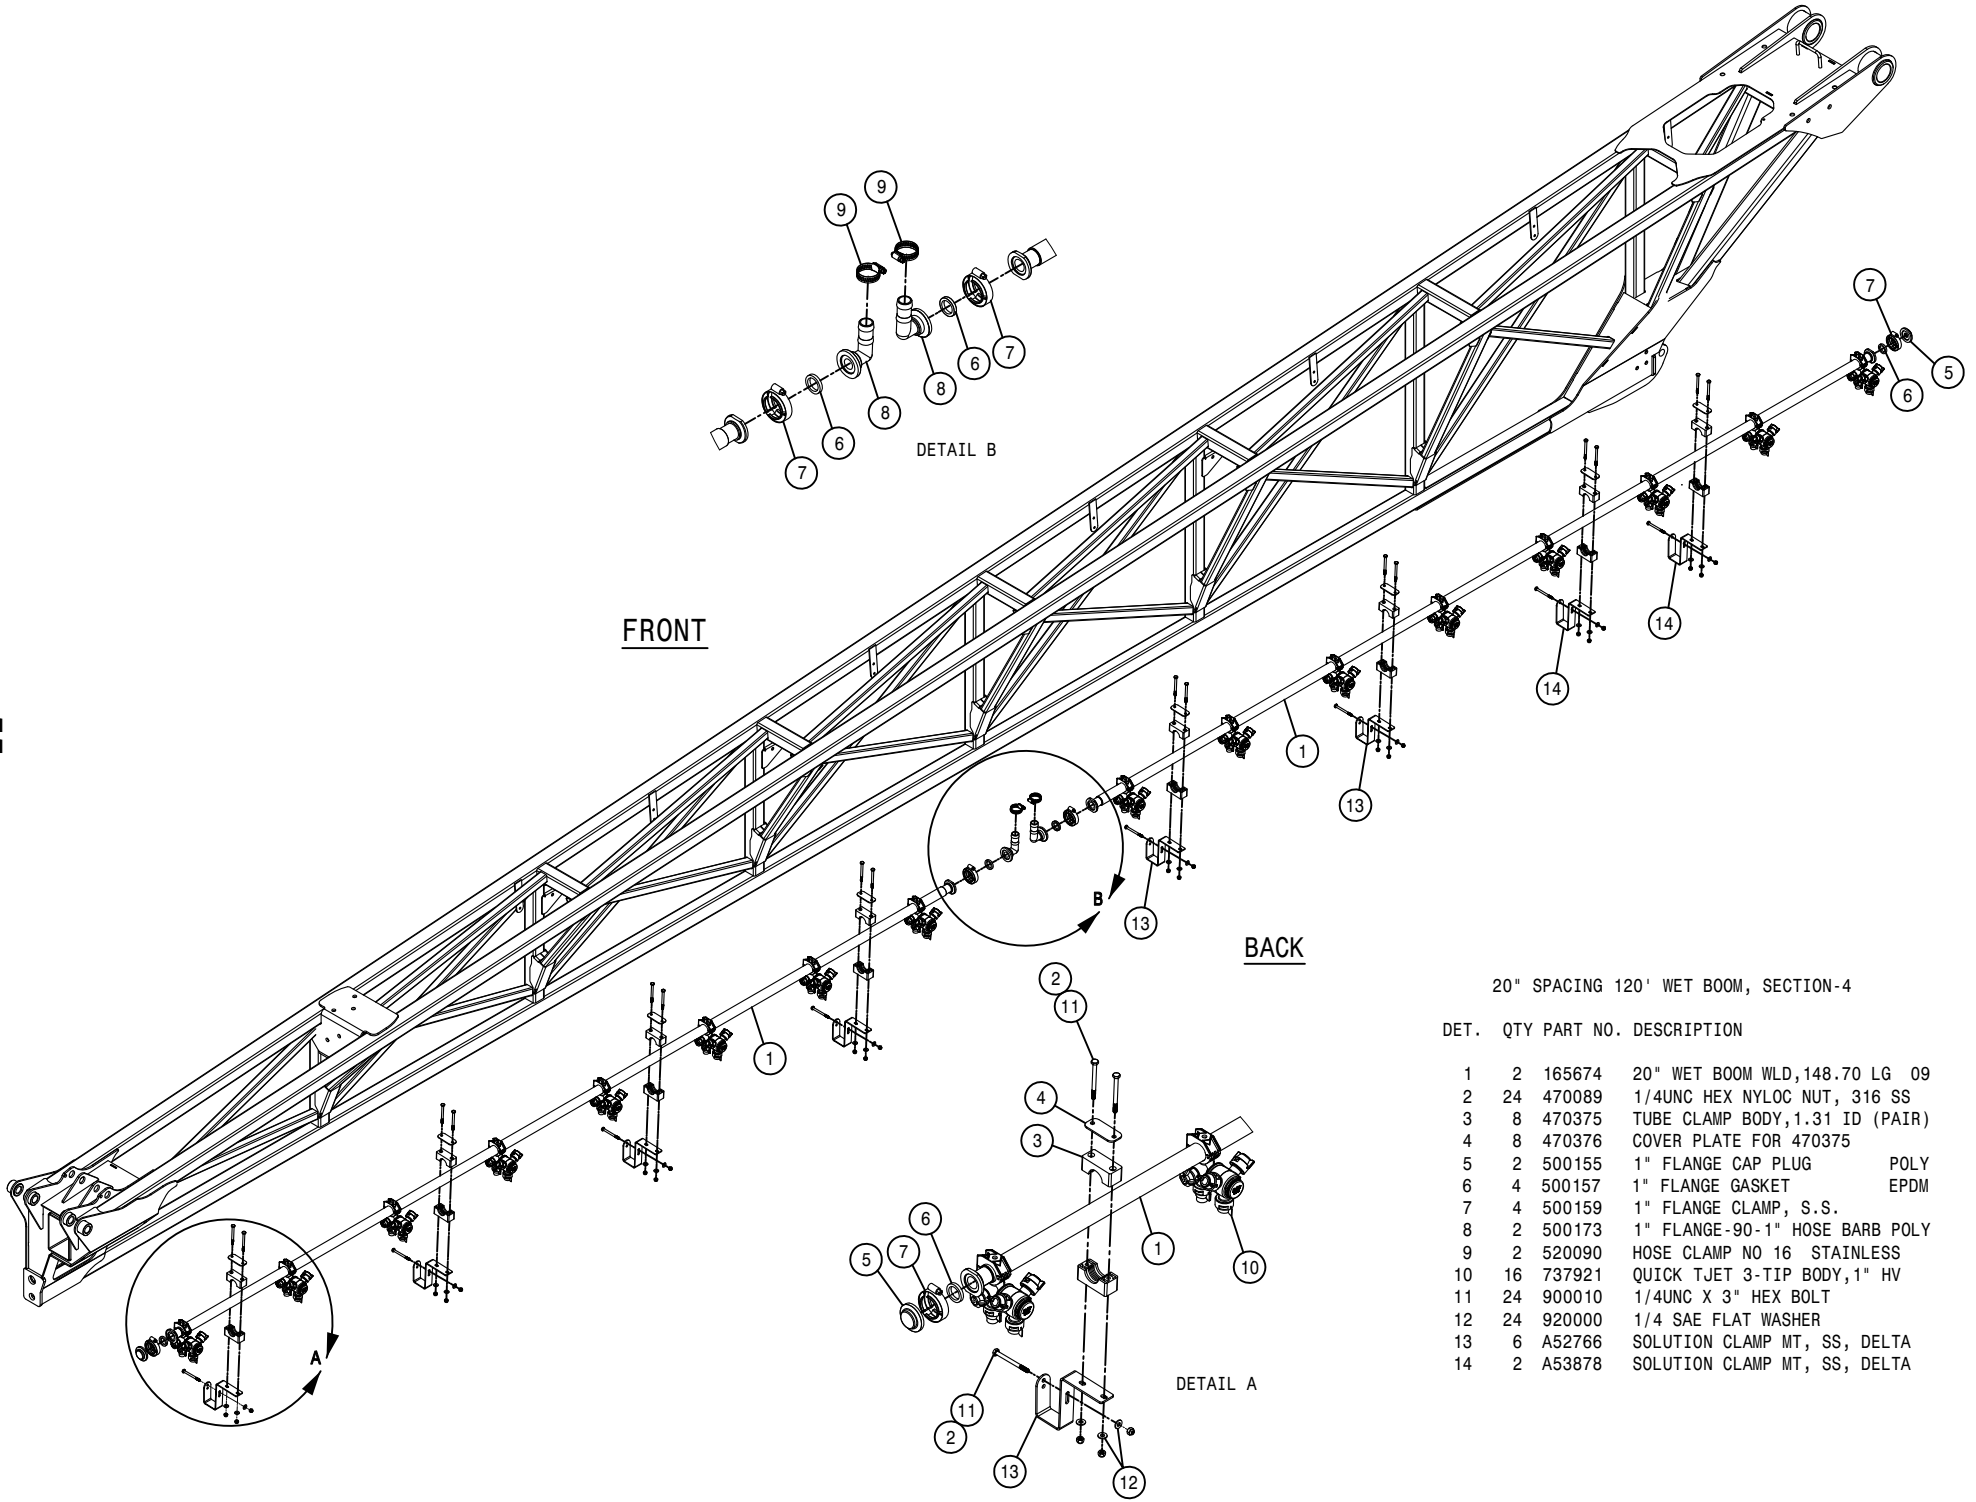 9
9
7
6
7
8
8
6
7
DETAIL B
7
5
6
14
14
FRONT
1
13
B
13
BACK
1
A
2
11
4
3
6
7
5
1
10
DETAIL A
11
2
13
12
20" SPACING 120' WET BOOM, SECTION-4
DET. QTY PART NO. DESCRIPTION
1 2 165674 20" WET BOOM WLD,148.70 LG 09
2 24 470089 1/4UNC HEX NYLOC NUT, 316 SS
3 8 470375 TUBE CLAMP BODY,1.31 ID (PAIR)
4 8 470376 COVER PLATE FOR 470375
5 2 500155 1" FLANGE CAP PLUG POLY
6 4 500157 1" FLANGE GASKET EPDM
7 4 500159 1" FLANGE CLAMP, S.S.
8 2 500173 1" FLANGE-90-1" HOSE BARB POLY
9 2 520090 HOSE CLAMP NO 16 STAINLESS
10 16 737921 QUICK TJET 3-TIP BODY,1" HV
11 24 900010 1/4UNC X 3" HEX BOLT
12 24 920000 1/4 SAE FLAT WASHER
13 6 A52766 SOLUTION CLAMP MT, SS, DELTA
14 2 A53878 SOLUTION CLAMP MT, SS, DELTA